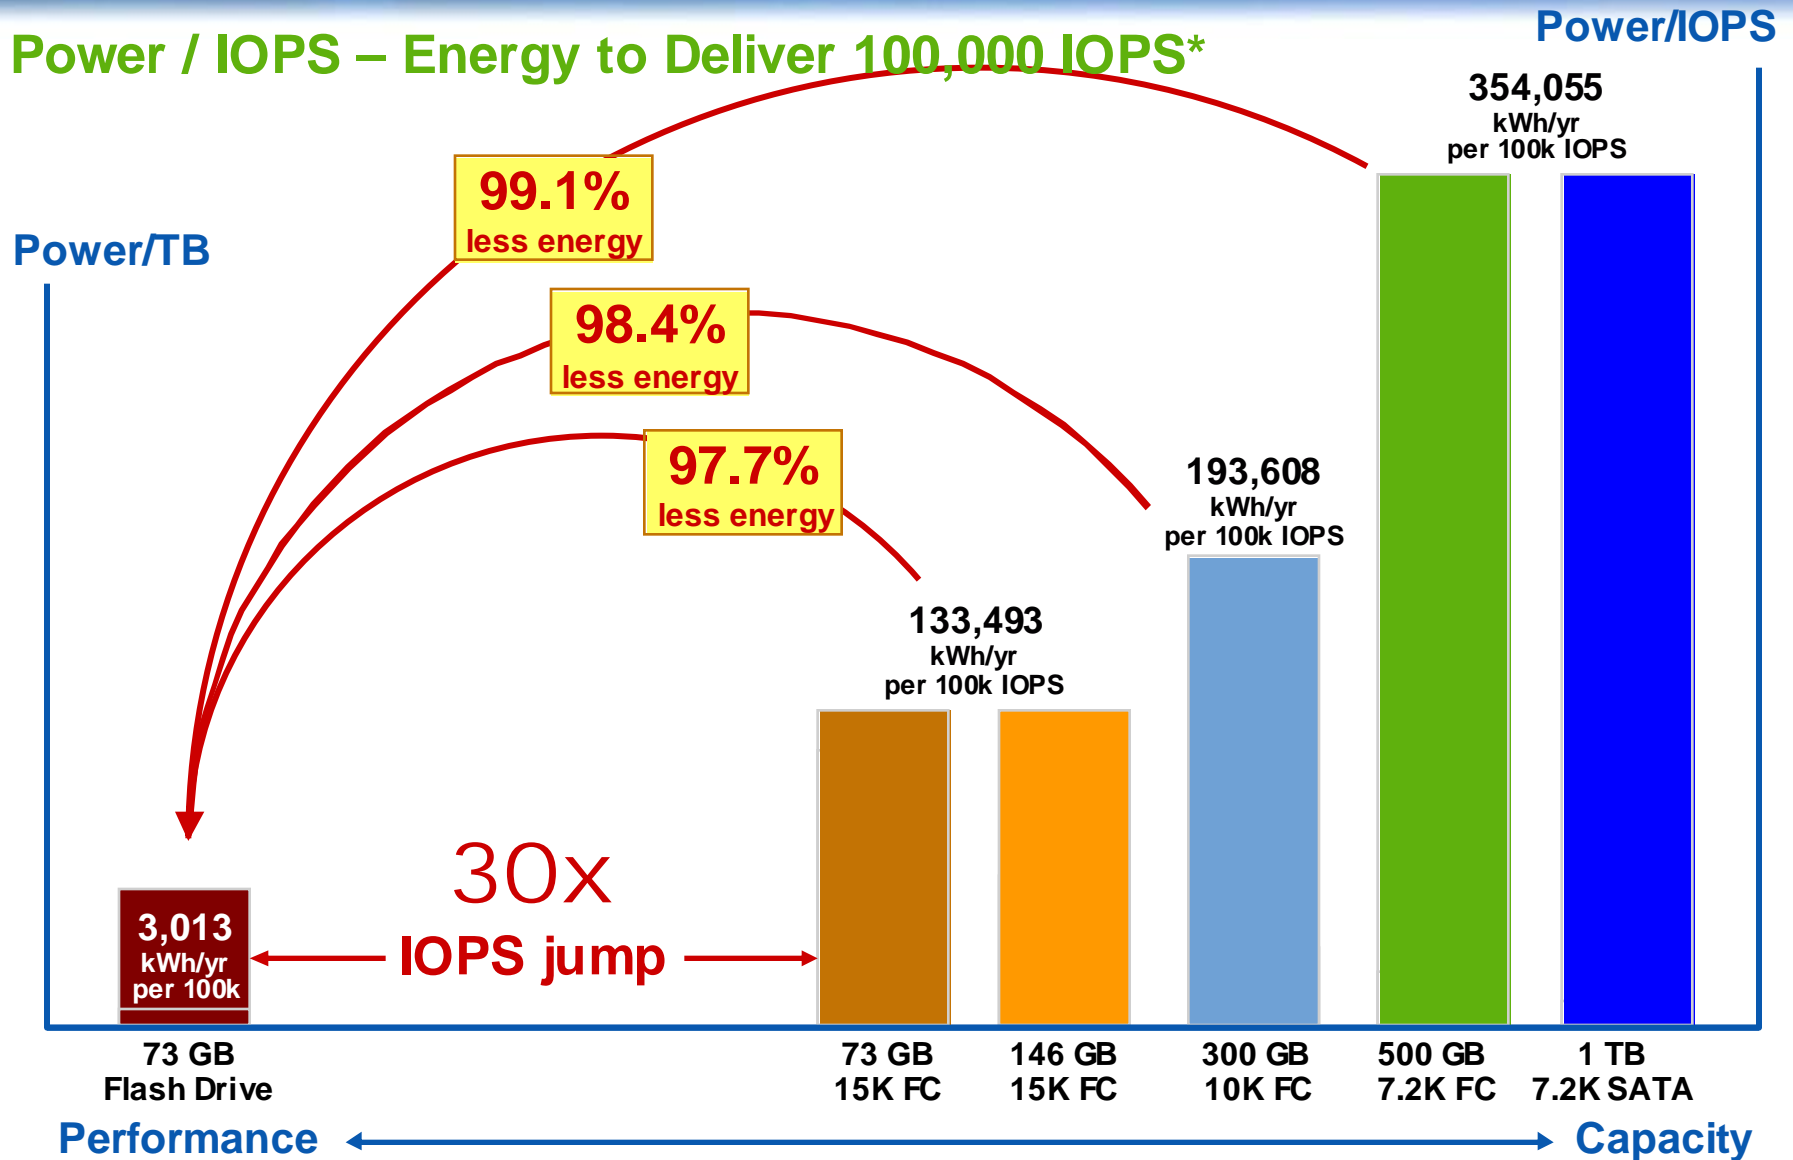 Power/IOPS
Power / IOPS – Energy to Deliver 100,000 IOPS*
354,055
kWh/yr
per 100k IOPS
99.1%
less energy
Power/TB
98.4%
less energy
97.7%
less energy
193,608
kWh/yr
per 100k IOPS
133,493
kWh/yr
per 100k IOPS
30x
IOPS jump
3,013
kWh/yr
per 100k
73 GB
Flash Drive
73 GB
15K FC
146 GB
15K FC
300 GB
10K FC
500 GB
7.2K FC
1 TB
7.2K SATA
Performance
Capacity